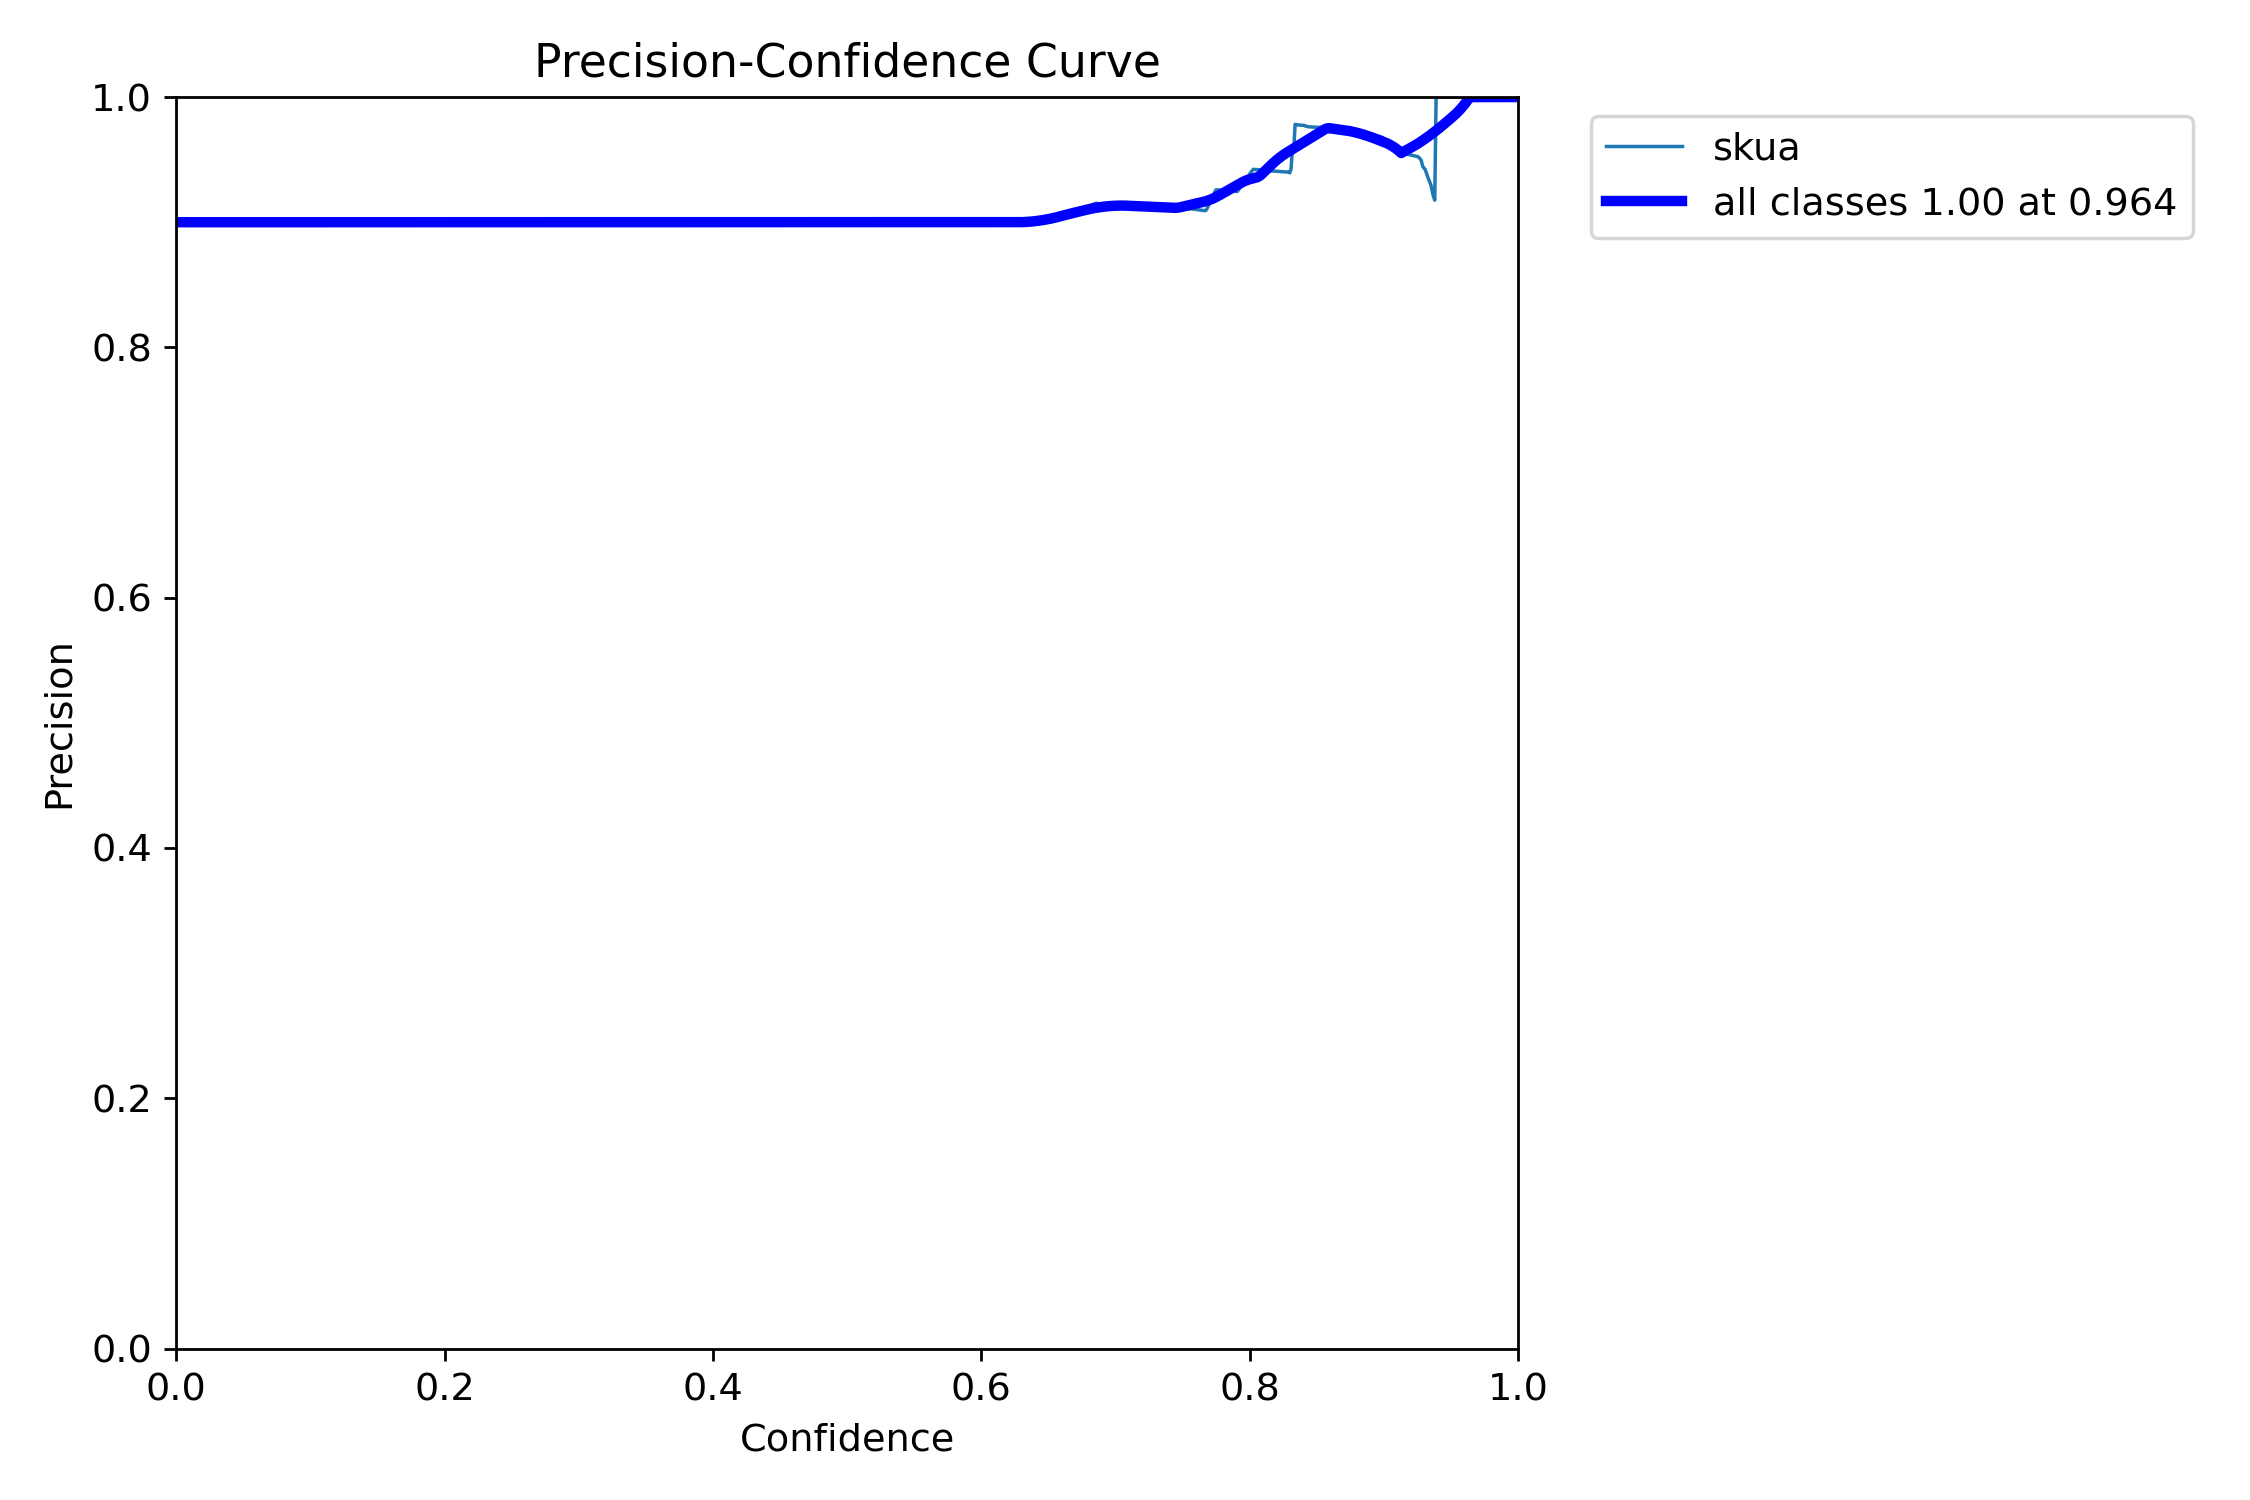 Precision-Confidence Curve
1.0
0.8
0.6
0.4
0.2
0.0
Precision
0.0 0.2 0.4 0.6 0.8 1.0
Confidence
skua
all classes 1.00 at 0.964